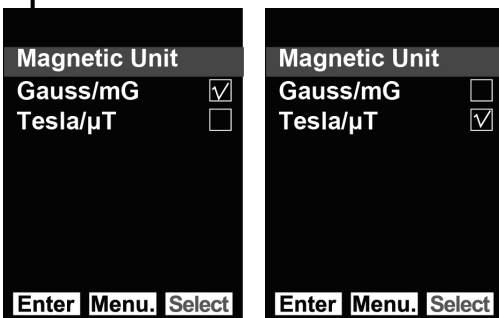 Magnetic Unit
Gauss/mG
Tesla/µT
Enter Menu. Select
Magnetic Unit
Gauss/mG
Tesla/µT
Enter Menu. Select